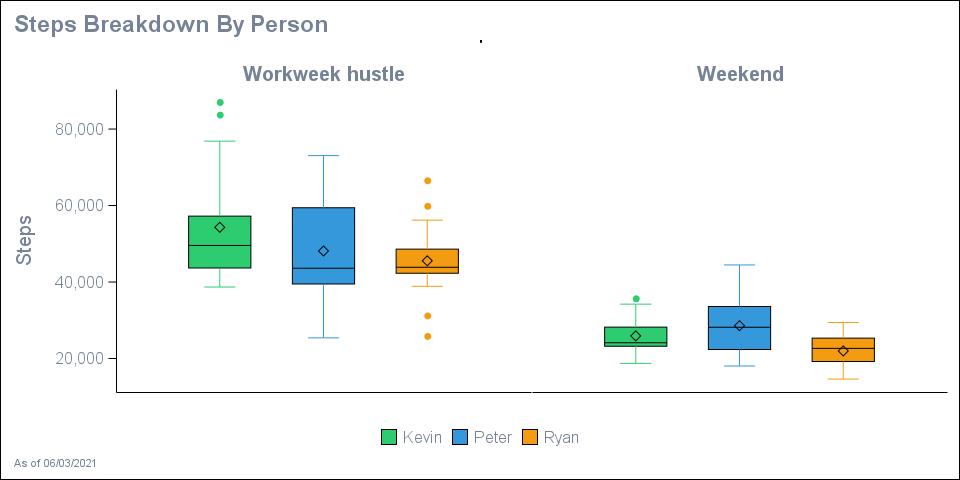 Steps Breakdown By Person
.
Workweek hustle
Weekend
80,000
60,000
40,000
20,000
Steps
Kevin Peter Ryan
As of 06/03/2021